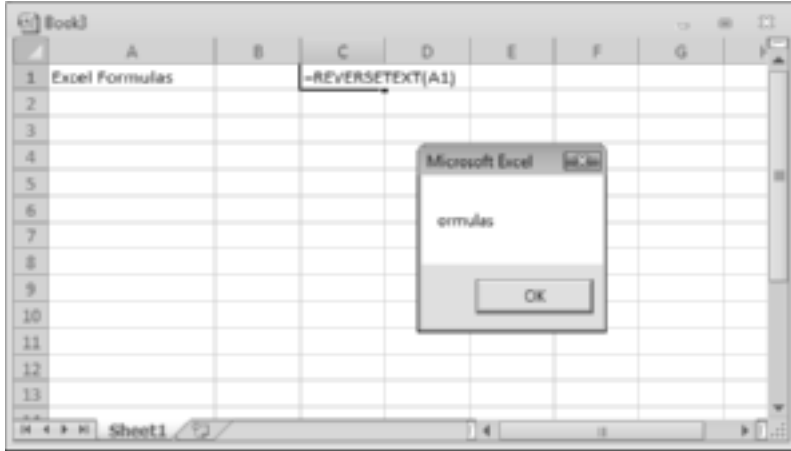 Book3
A B C D E F G H
1 Excel Formulas =REVERSETEXT(A1)
2
3
4
5
6
7
8
9
10
11
12
13
14
Microsoft Excel
ormulas
OK
Sheet1